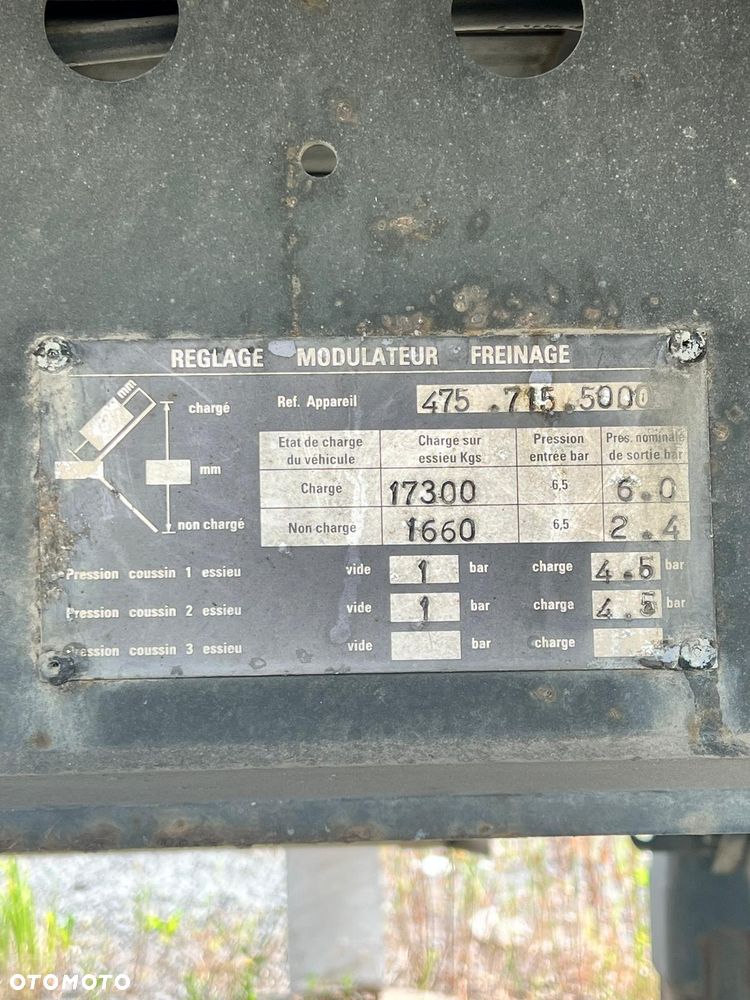 REGLAGE MODULATEUR FREINAGE
mm
chargé
mm
non chargé
Ref. Appareil 475.715.5000
Etat de charge du véhicule Charge sur essieu Kgs Pression entrée bar Pres. nominale de sortie bar
Charge 17300 6,5 6.0
Non charge 1660 6,5 2.4
Pression coussin 1 essieu vide 1 bar charge 4.5 bar
Pression coussin 2 essieu vide 1 bar charge 4.5 bar
Pression coussin 3 essieu vide bar charge
OTOMOTO